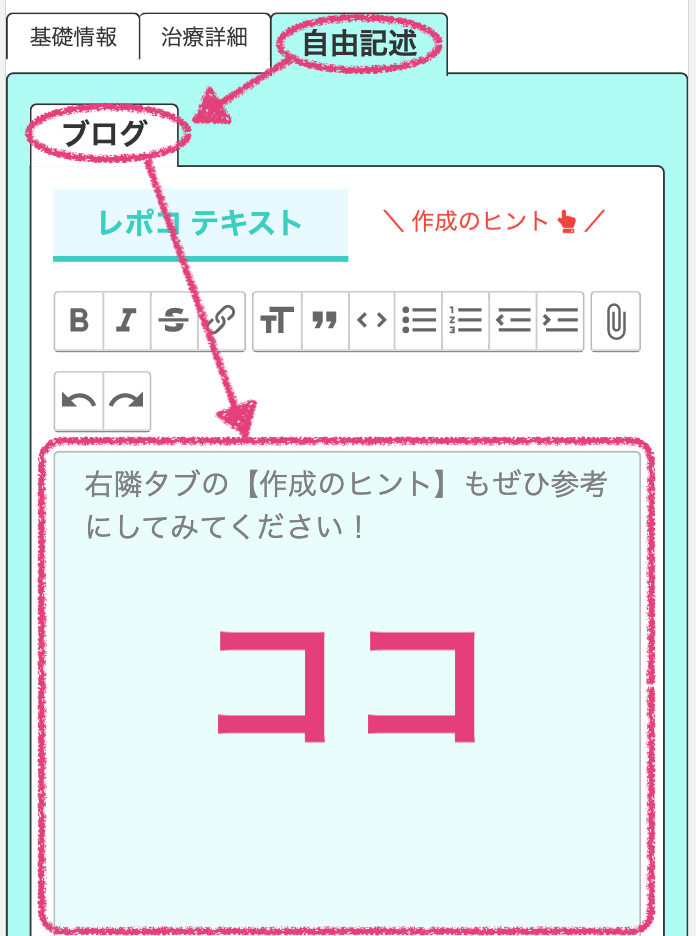 基礎情報
治療詳細
自由記述
ブログ
レポコ テキスト
＼ 作成のヒント ／
右隣タブの【作成のヒント】もぜひ参考
にしてみてください！
ココ